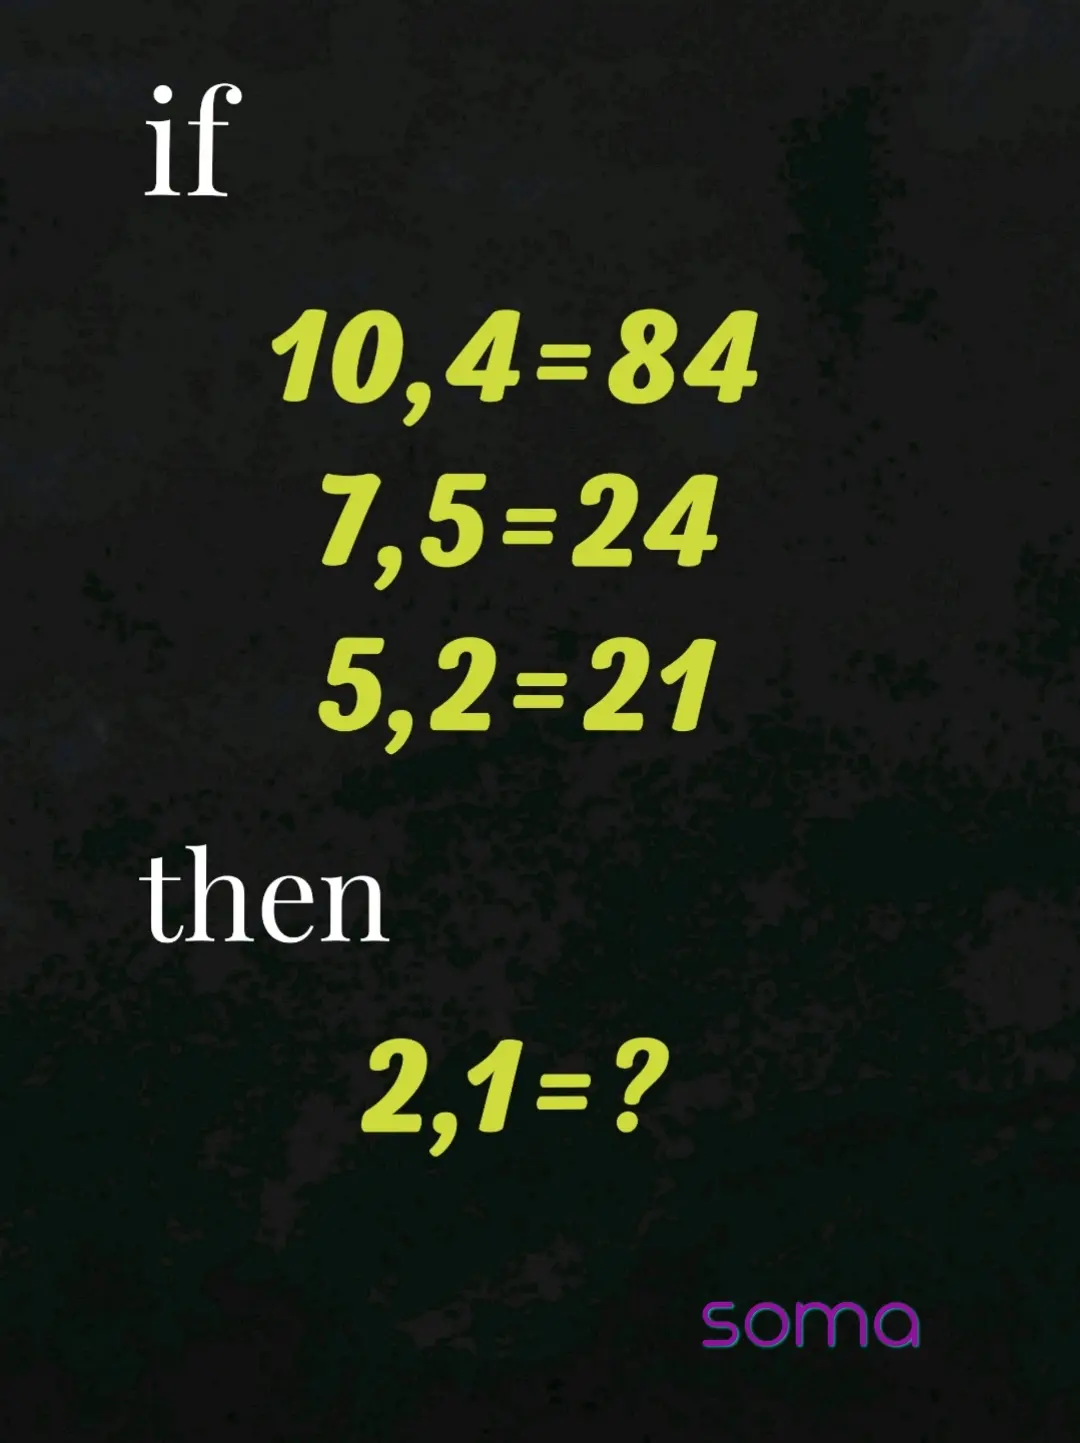 if
10,4=84
7,5=24
5,2=21
then
2,1=?
soma